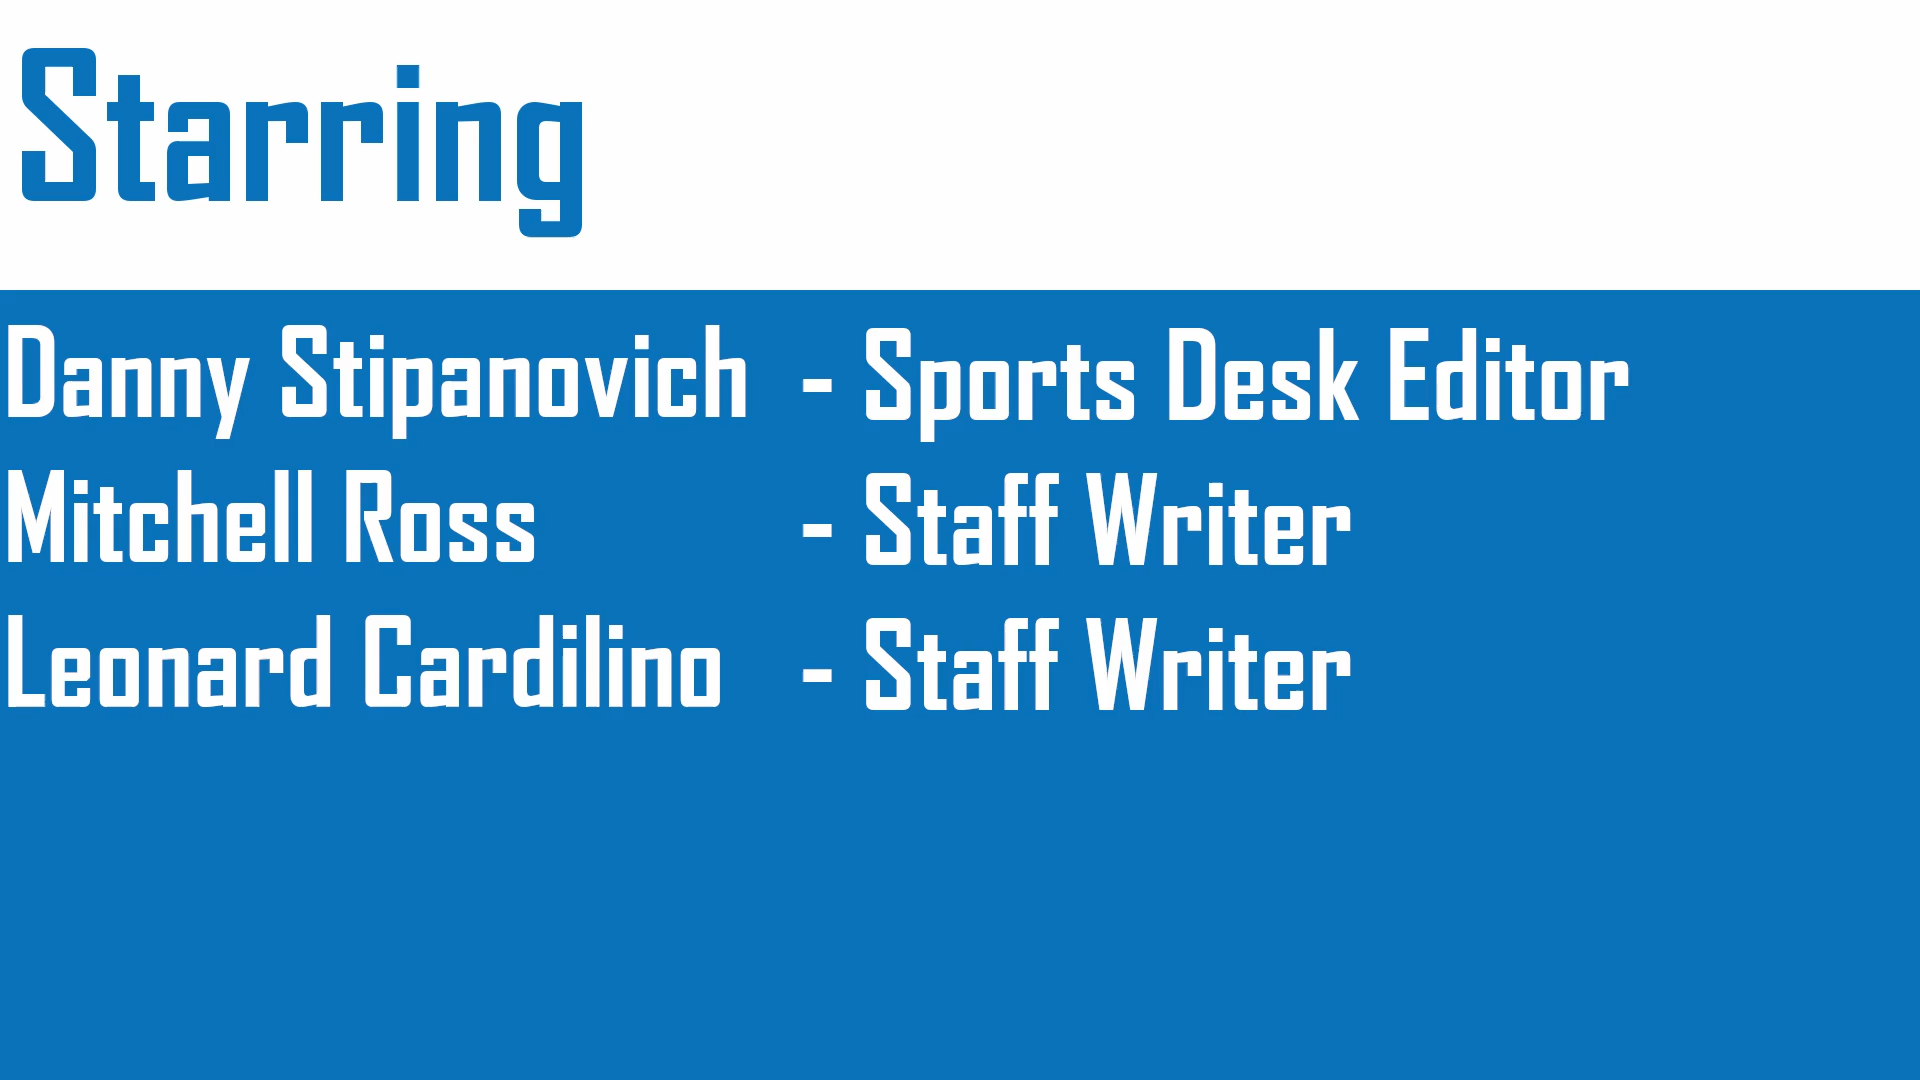 Starring
Danny Stipanovich - Sports Desk Editor
Mitchell Ross - Staff Writer
Leonard Cardilino - Staff Writer